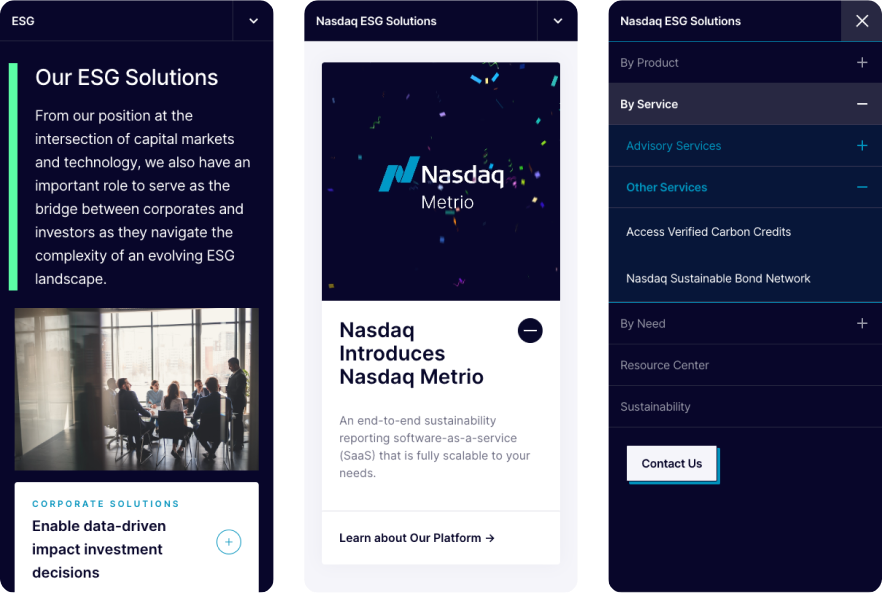 ESG
Our ESG Solutions
From our position at the
intersection of capital markets
and technology, we also have an
important role to serve as the
bridge between corporates and
investors as they navigate the
complexity of an evolving ESG
landscape.
CORPORATE SOLUTIONS
Enable data-driven
impact investment
decisions
Nasdaq ESG Solutions
Nasdaq
Metrio
Nasdaq
Introduces
Nasdaq Metrio
An end-to-end sustainability
reporting software-as-a-service
(SaaS) that is fully scalable to your
needs.
Learn about Our Platform →
Nasdaq ESG Solutions
By Product
By Service
Advisory Services
Other Services
Access Verified Carbon Credits
Nasdaq Sustainable Bond Network
By Need
Resource Center
Sustainability
Contact Us